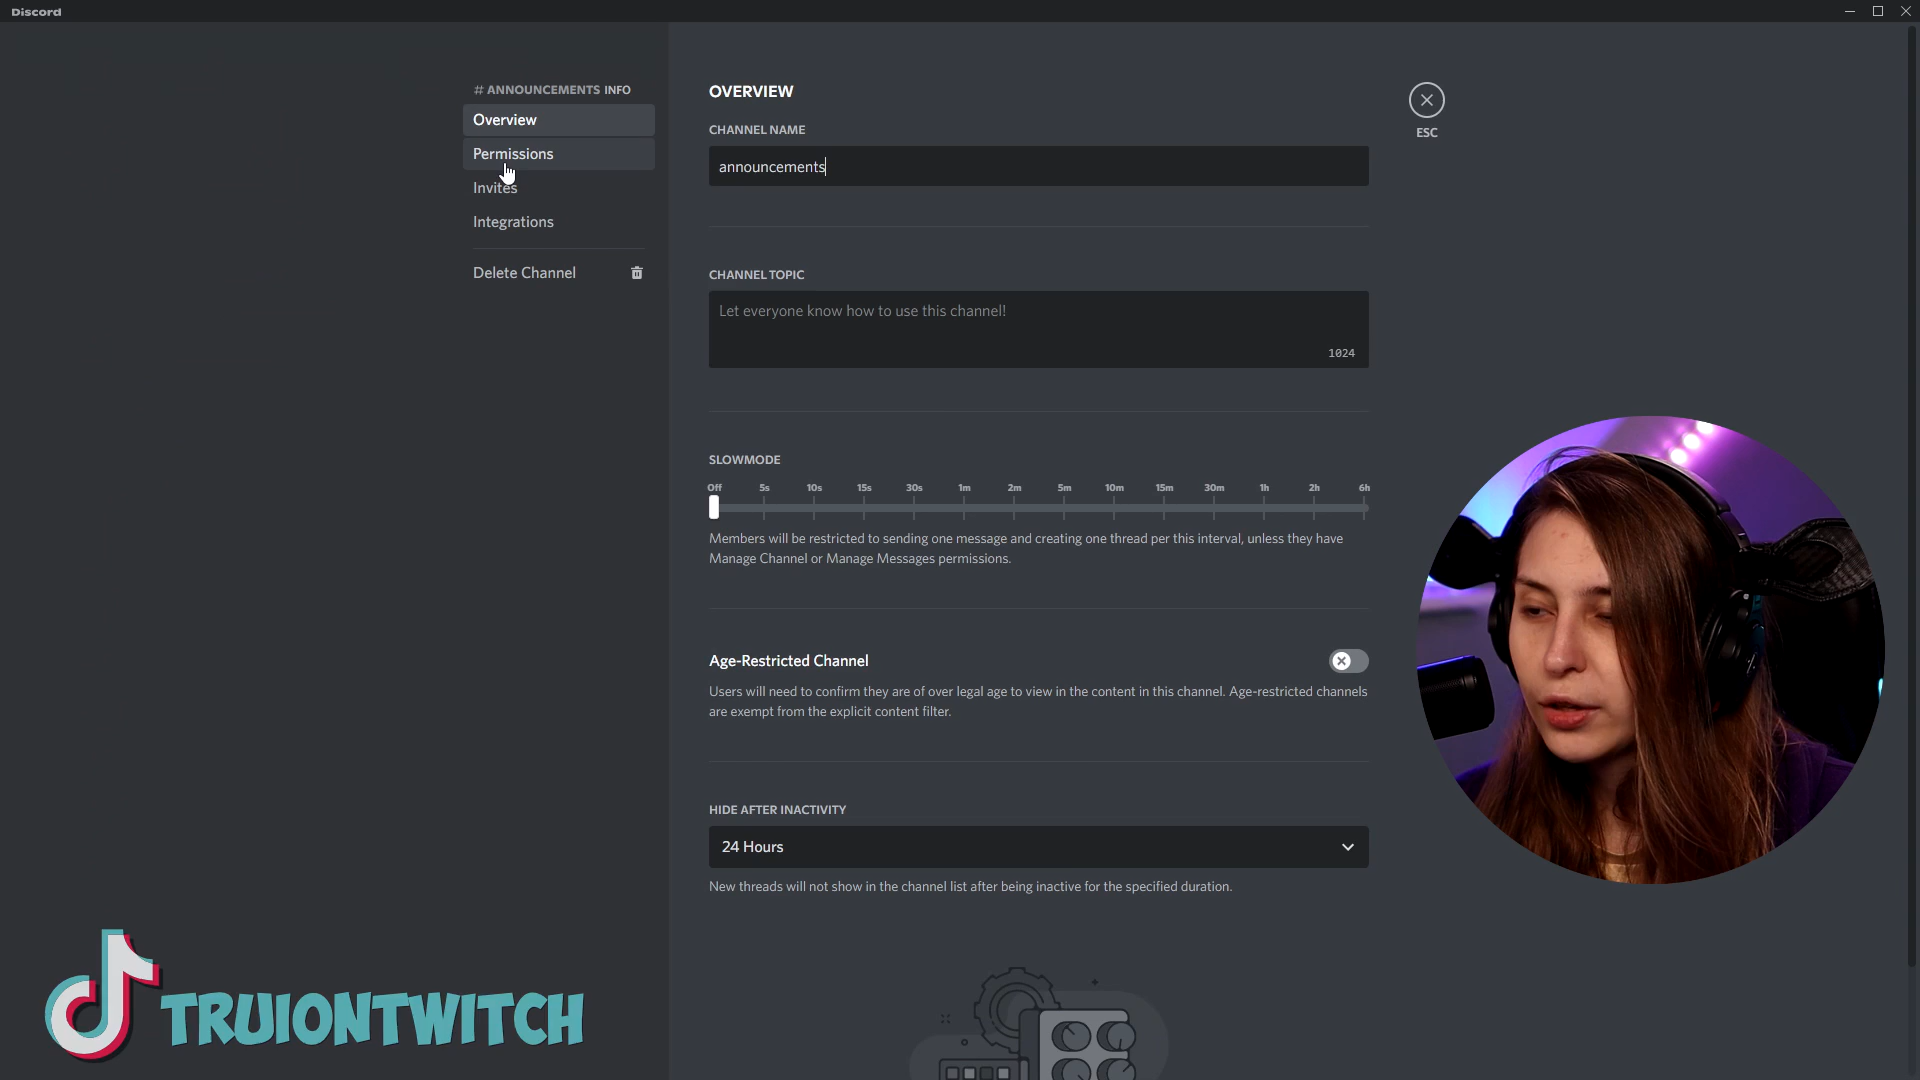 Discord
# ANNOUNCEMENTS INFO
Overview
Permissions
Invites
Integrations
Delete Channel
OVERVIEW
CHANNEL NAME
announcements
ESC
CHANNEL TOPIC
Let everyone know how to use this channel!
1024
SLOWMODE
Off 5s 10s 15s 30s 1m 2m 5m 10m 15m 30m 1h 2h 6h
Members will be restricted to sending one message and creating one thread per this interval, unless they have
Manage Channel or Manage Messages permissions.
Age-Restricted Channel
Users will need to confirm they are of over legal age to view in the content in this channel. Age-restricted channels
are exempt from the explicit content filter.
HIDE AFTER INACTIVITY
24 Hours
New threads will not show in the channel list after being inactive for the specified duration.
TRUIONTWITCH